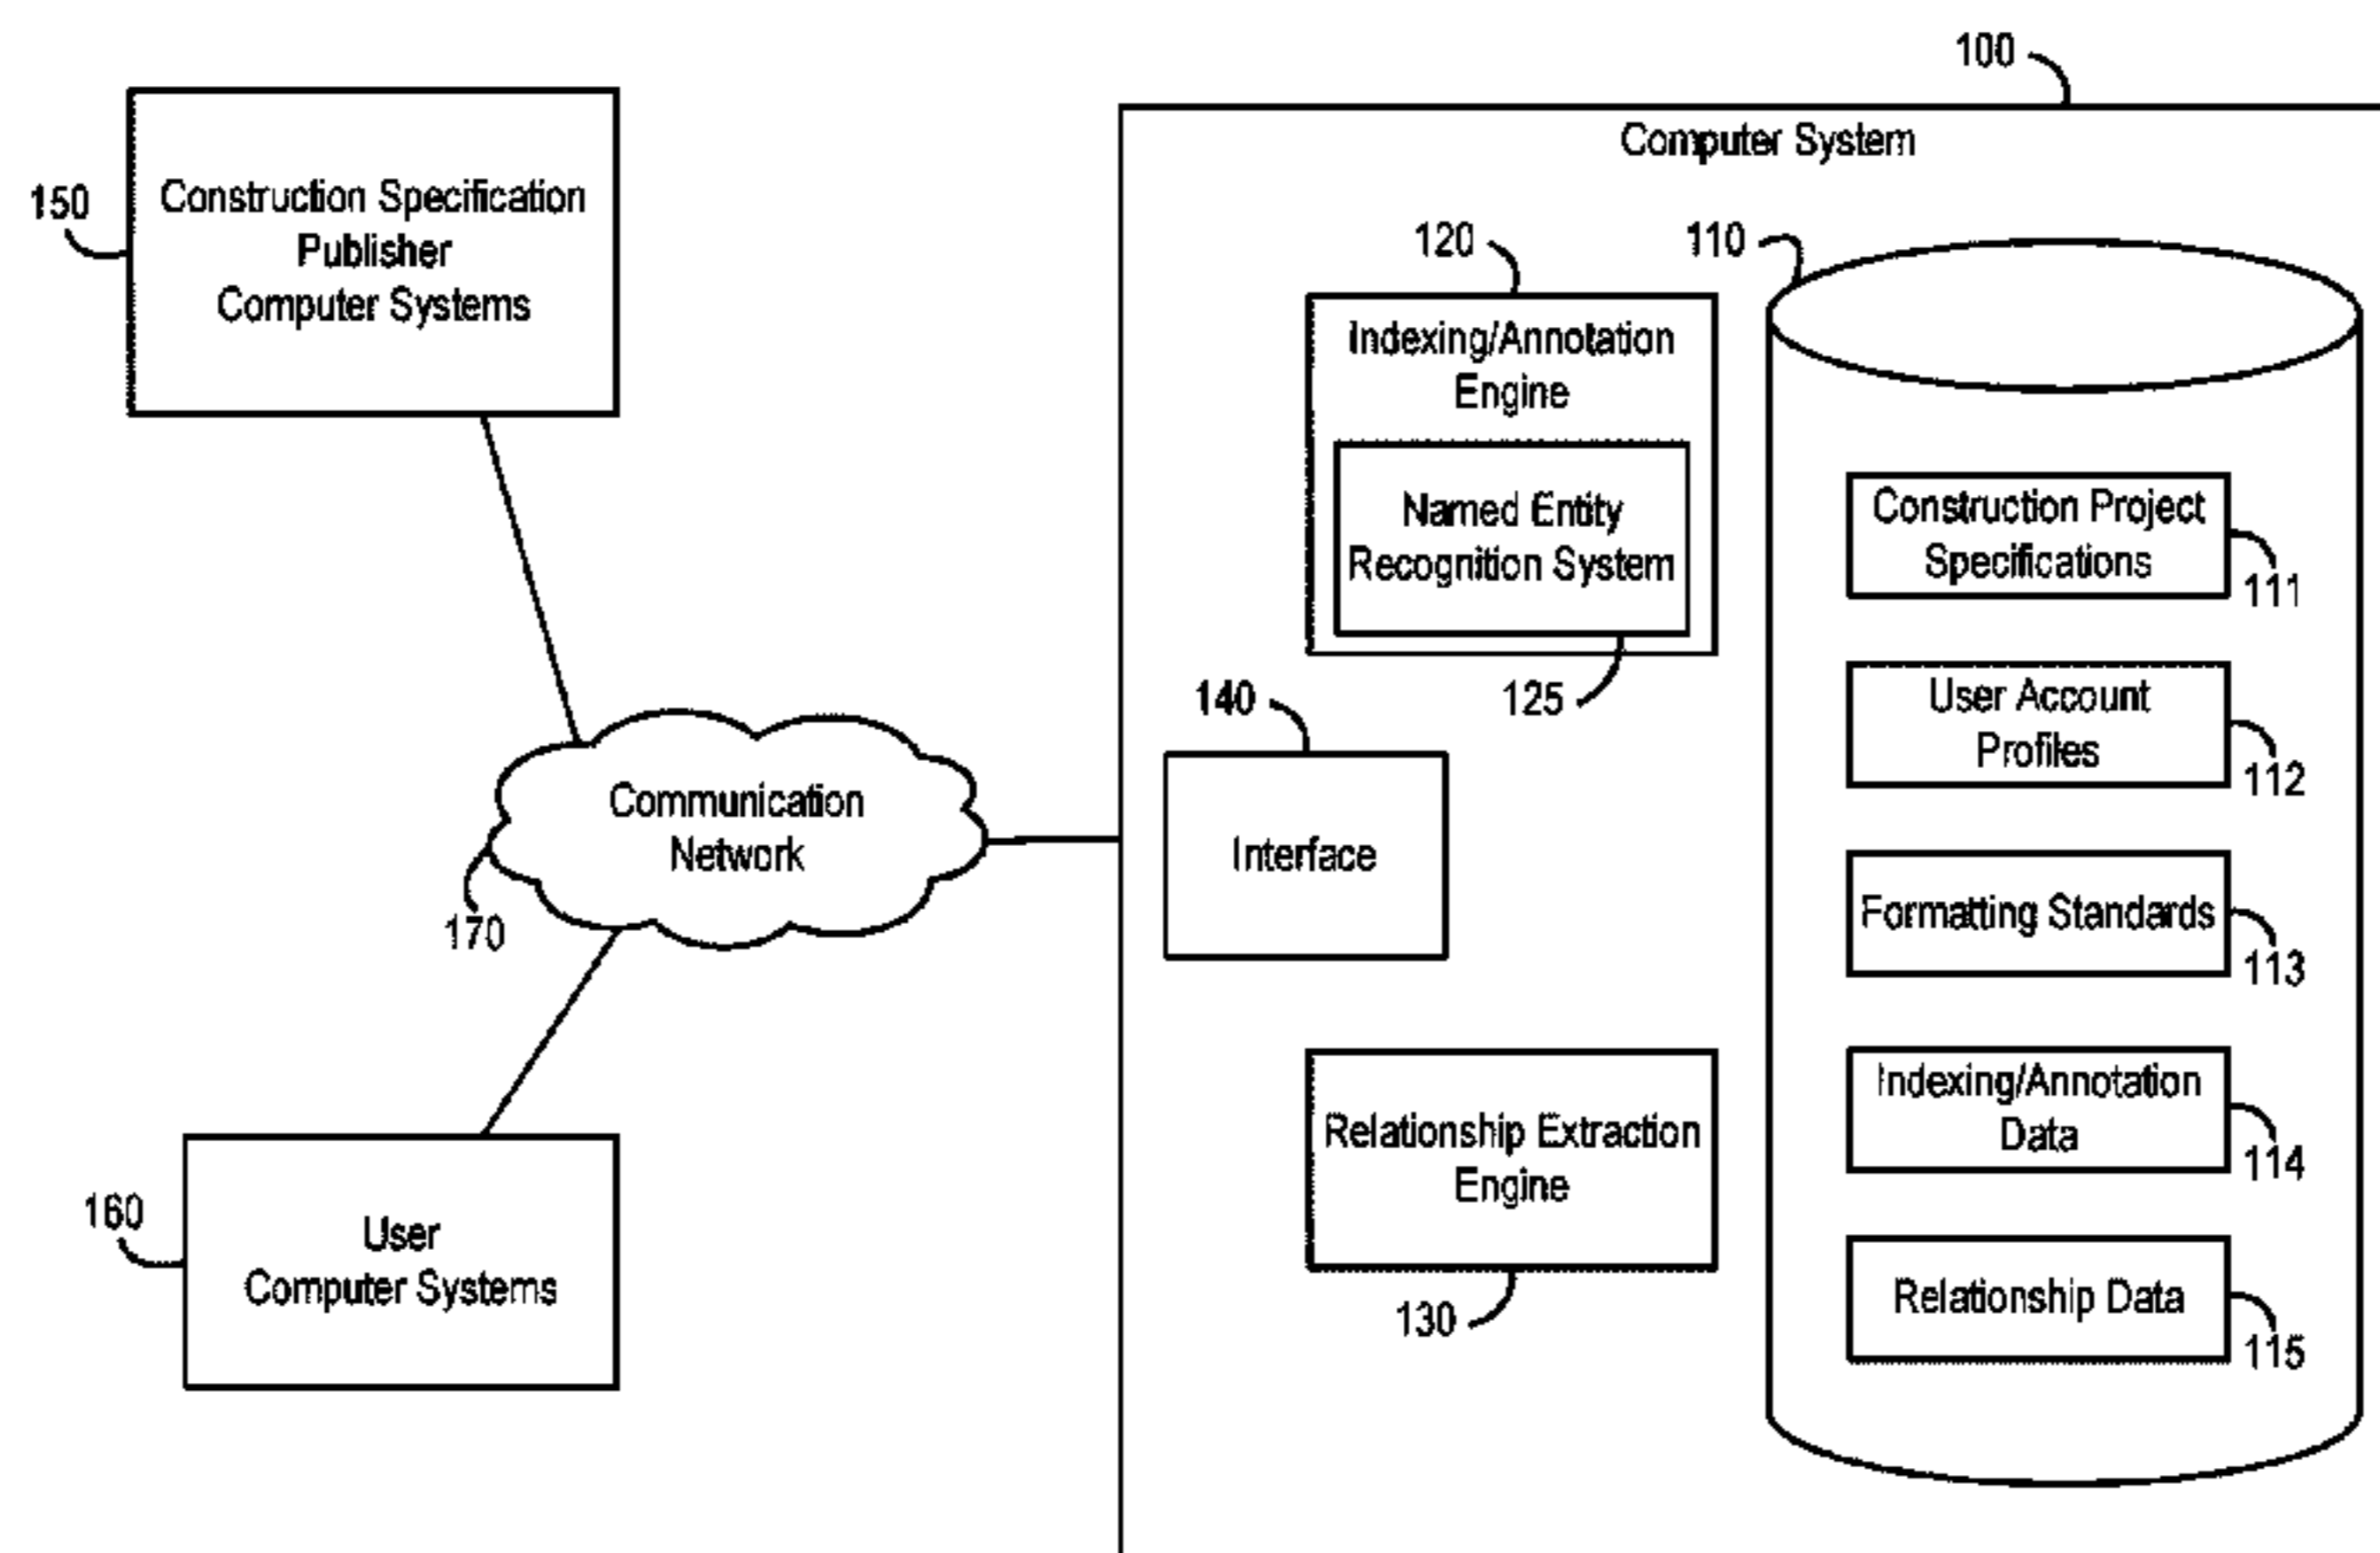 100
Computer System
150
Construction Specification
Publisher
Computer Systems
120
110
Indexing/Annotation
Engine
Named Entity
Recognition System
125
Construction Project
Specifications
111
User Account
Profiles
112
140
Interface
Communication
Network
170
Formatting Standards
113
Indexing/Annotation
Data
114
Relationship Extraction
Engine
130
160
User
Computer Systems
Relationship Data
115